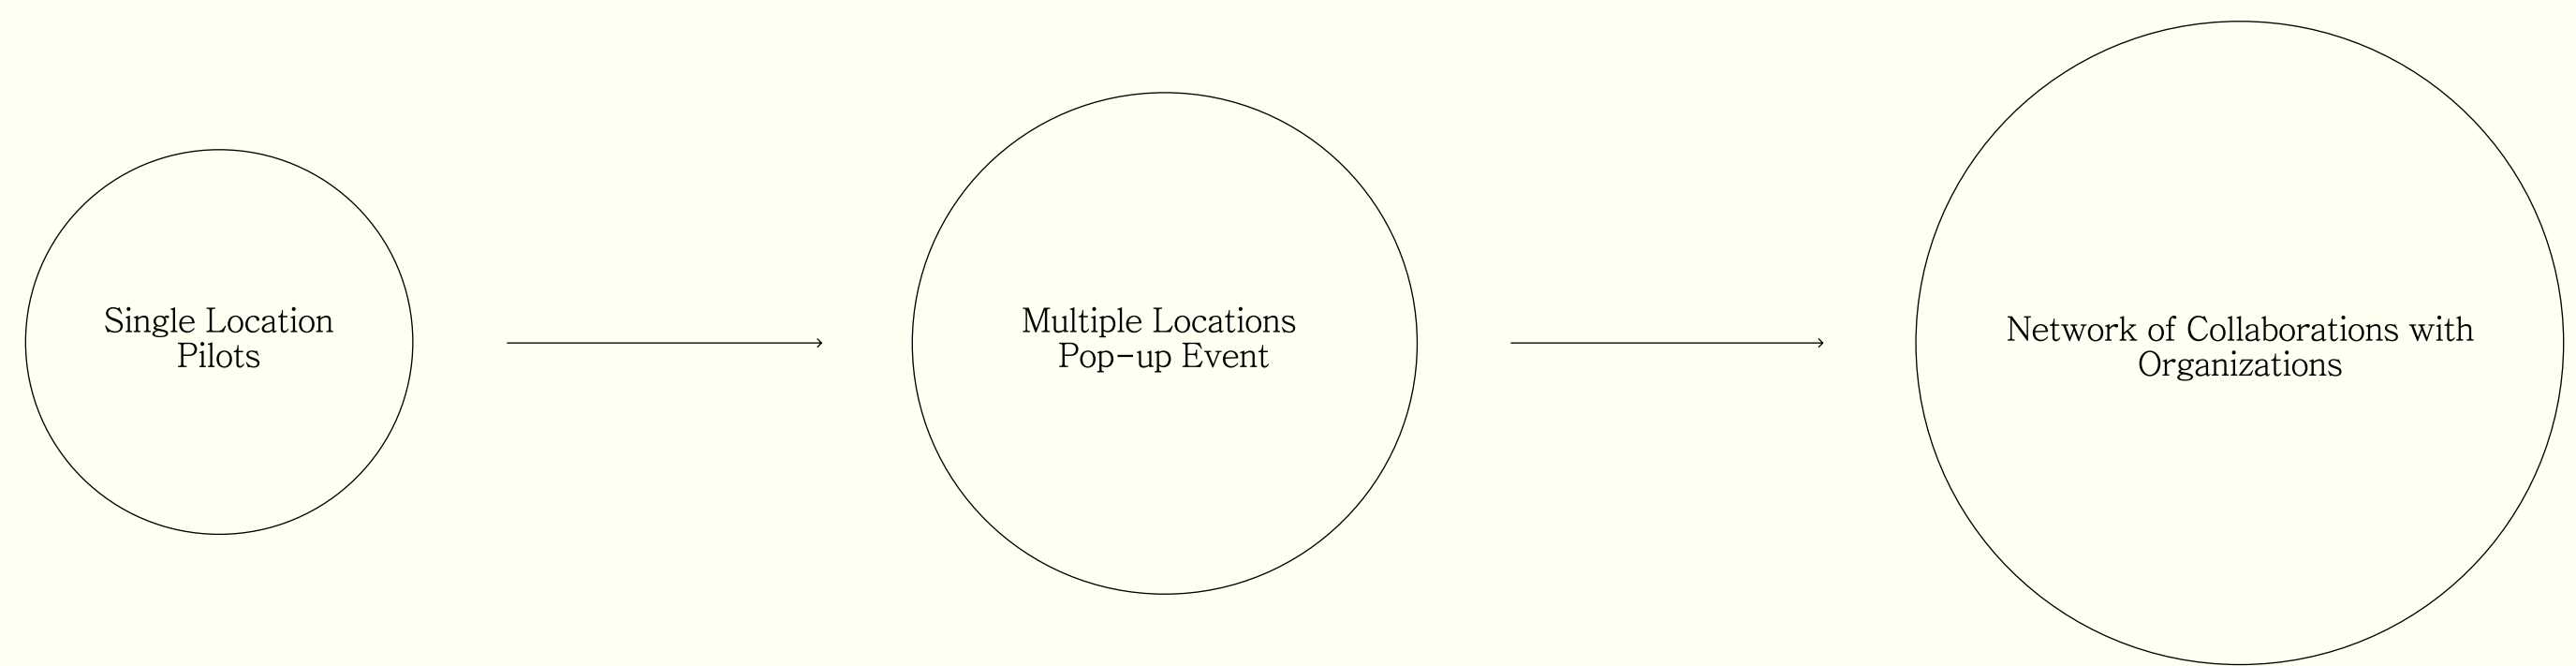 Single Location
Pilots
Multiple Locations
Pop-up Event
Network of Collaborations with
Organizations